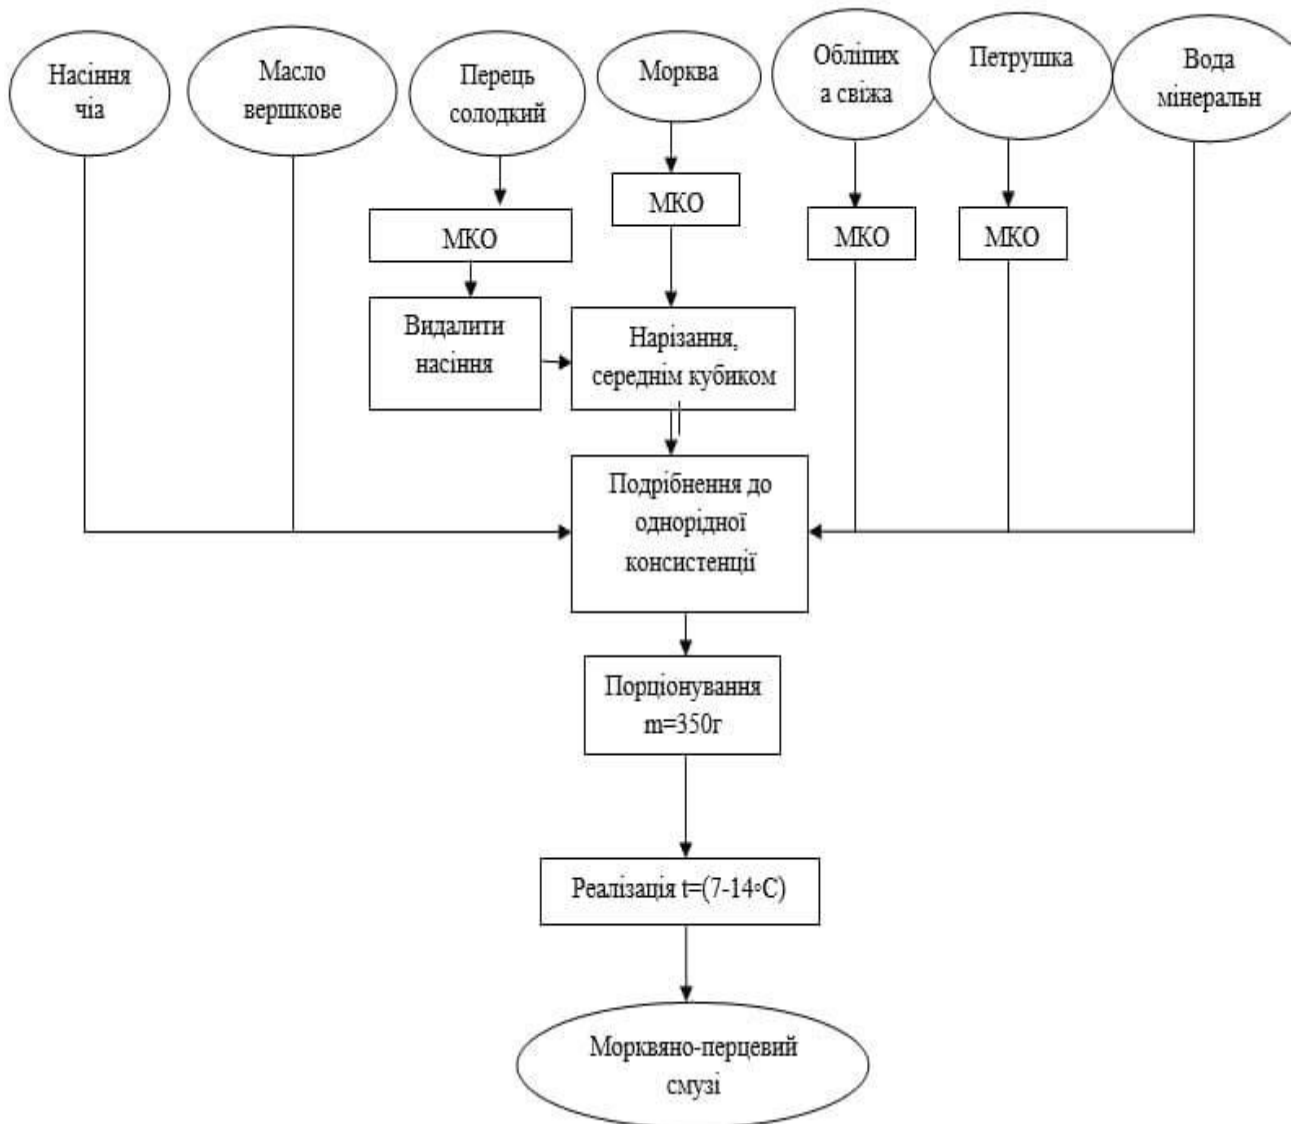 Насіння
чіа
Масло
вершкове
Перець
солодкий
Морква
Обліпих
а свіжа
Петрушка
Вода
мінеральн
МКО
МКО
МКО
МКО
Видалити
насіння
Нарізання,
середнім кубиком
Подрібнення до
однорідної
консистенції
Порціонування
m=350г
Реалізація t=(7-14◦С)
Морквяно-перцевий
смузі